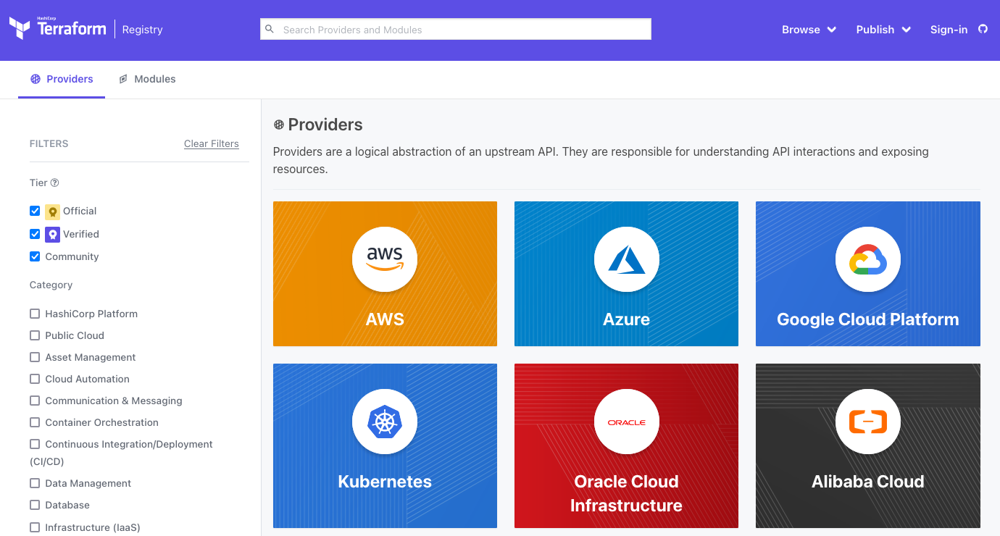 HashiCorp
Terraform
Registry
Search Providers and Modules
Browse
Publish
Sign-in
Providers
Modules
FILTERS
Clear Filters
Tier
Official
Verified
Community
Category
HashiCorp Platform
Public Cloud
Asset Management
Cloud Automation
Communication & Messaging
Container Orchestration
Continuous Integration/Deployment
(CI/CD)
Data Management
Database
Infrastructure (IaaS)
Providers
Providers are a logical abstraction of an upstream API. They are responsible for understanding API interactions and exposing
resources.
aws
AWS
Azure
Google Cloud Platform
Kubernetes
ORACLE
Oracle Cloud
Infrastructure
Alibaba Cloud